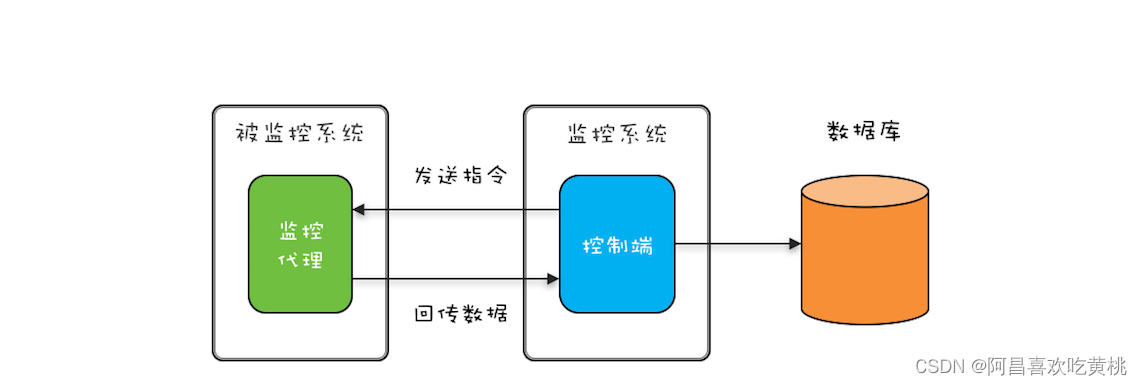 被监控系统
监控系统
数据库
发送指令
监控
代理
控制端
回传数据
CSDN @阿昌喜欢吃黄桃